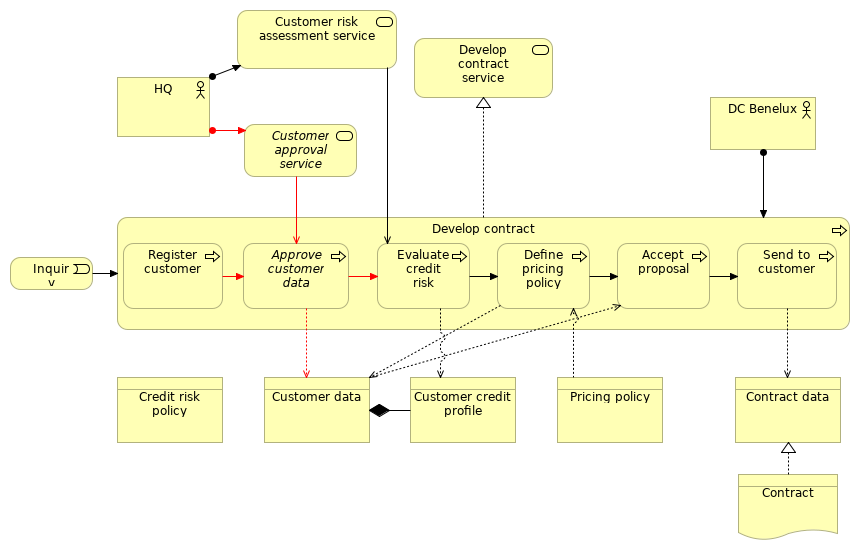 Customer risk
assessment service
Develop
contract
service
HQ
DC Benelux
Customer
approval
service
Develop contract
Inquir
y
Register
customer
Approve
customer
data
Evaluate
credit
risk
Define
pricing
policy
Accept
proposal
Send to
customer
Credit risk
policy
Customer data
Customer credit
profile
Pricing policy
Contract data
Contract